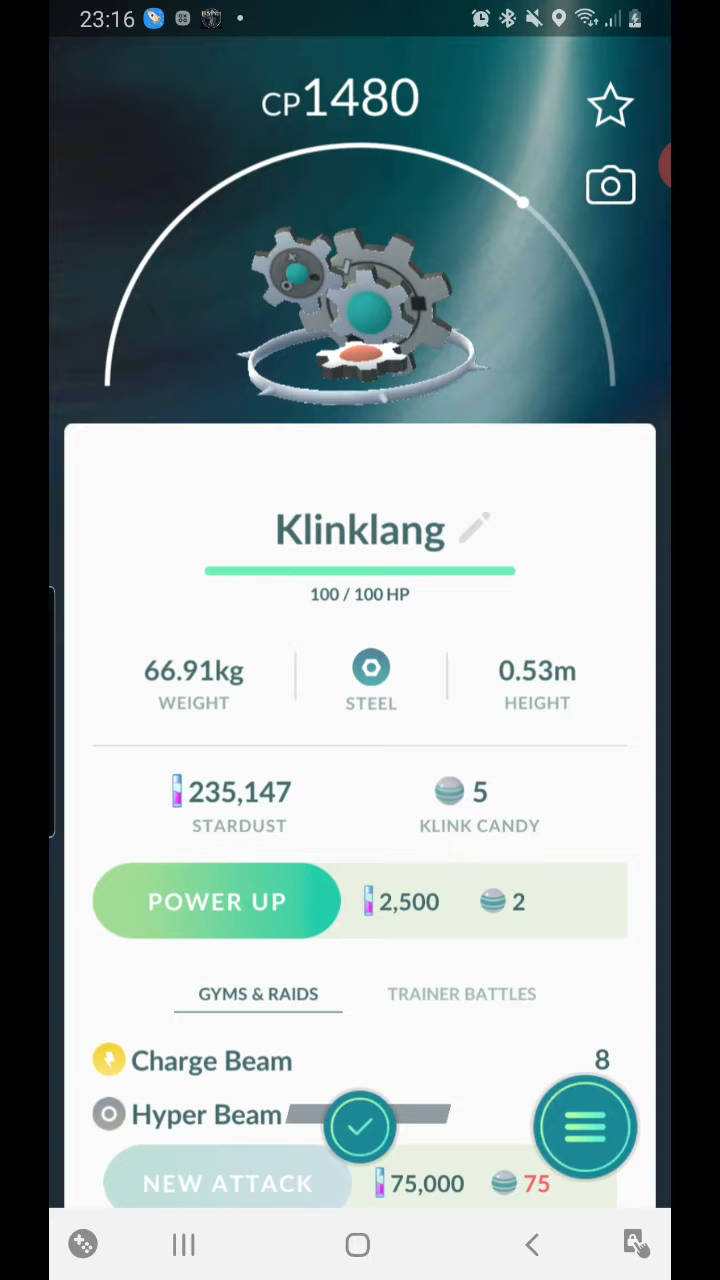 23:16
CP1480
Klinklang
100 / 100 HP
66.91kg 0.53m
WEIGHT STEEL HEIGHT
235,147 5
STARDUST KLINK CANDY
POWER UP 2,500 2
GYMS & RAIDS TRAINER BATTLES
Charge Beam 8
Hyper Beam
NEW ATTACK 75,000 75